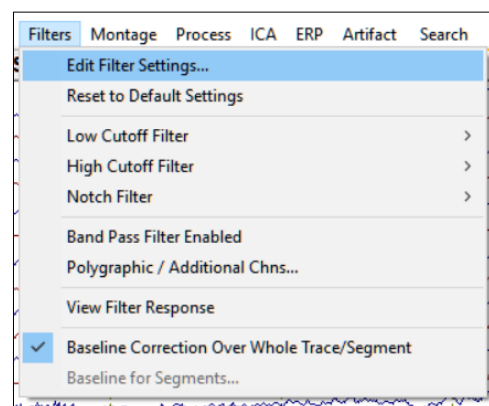 Filters Montage Process ICA ERP Artifact Search
Edit Filter Settings...
Reset to Default Settings
Low Cutoff Filter
High Cutoff Filter
Notch Filter
Band Pass Filter Enabled
Polygraphic / Additional Chns...
View Filter Response
Baseline Correction Over Whole Trace/Segment
Baseline for Segments...